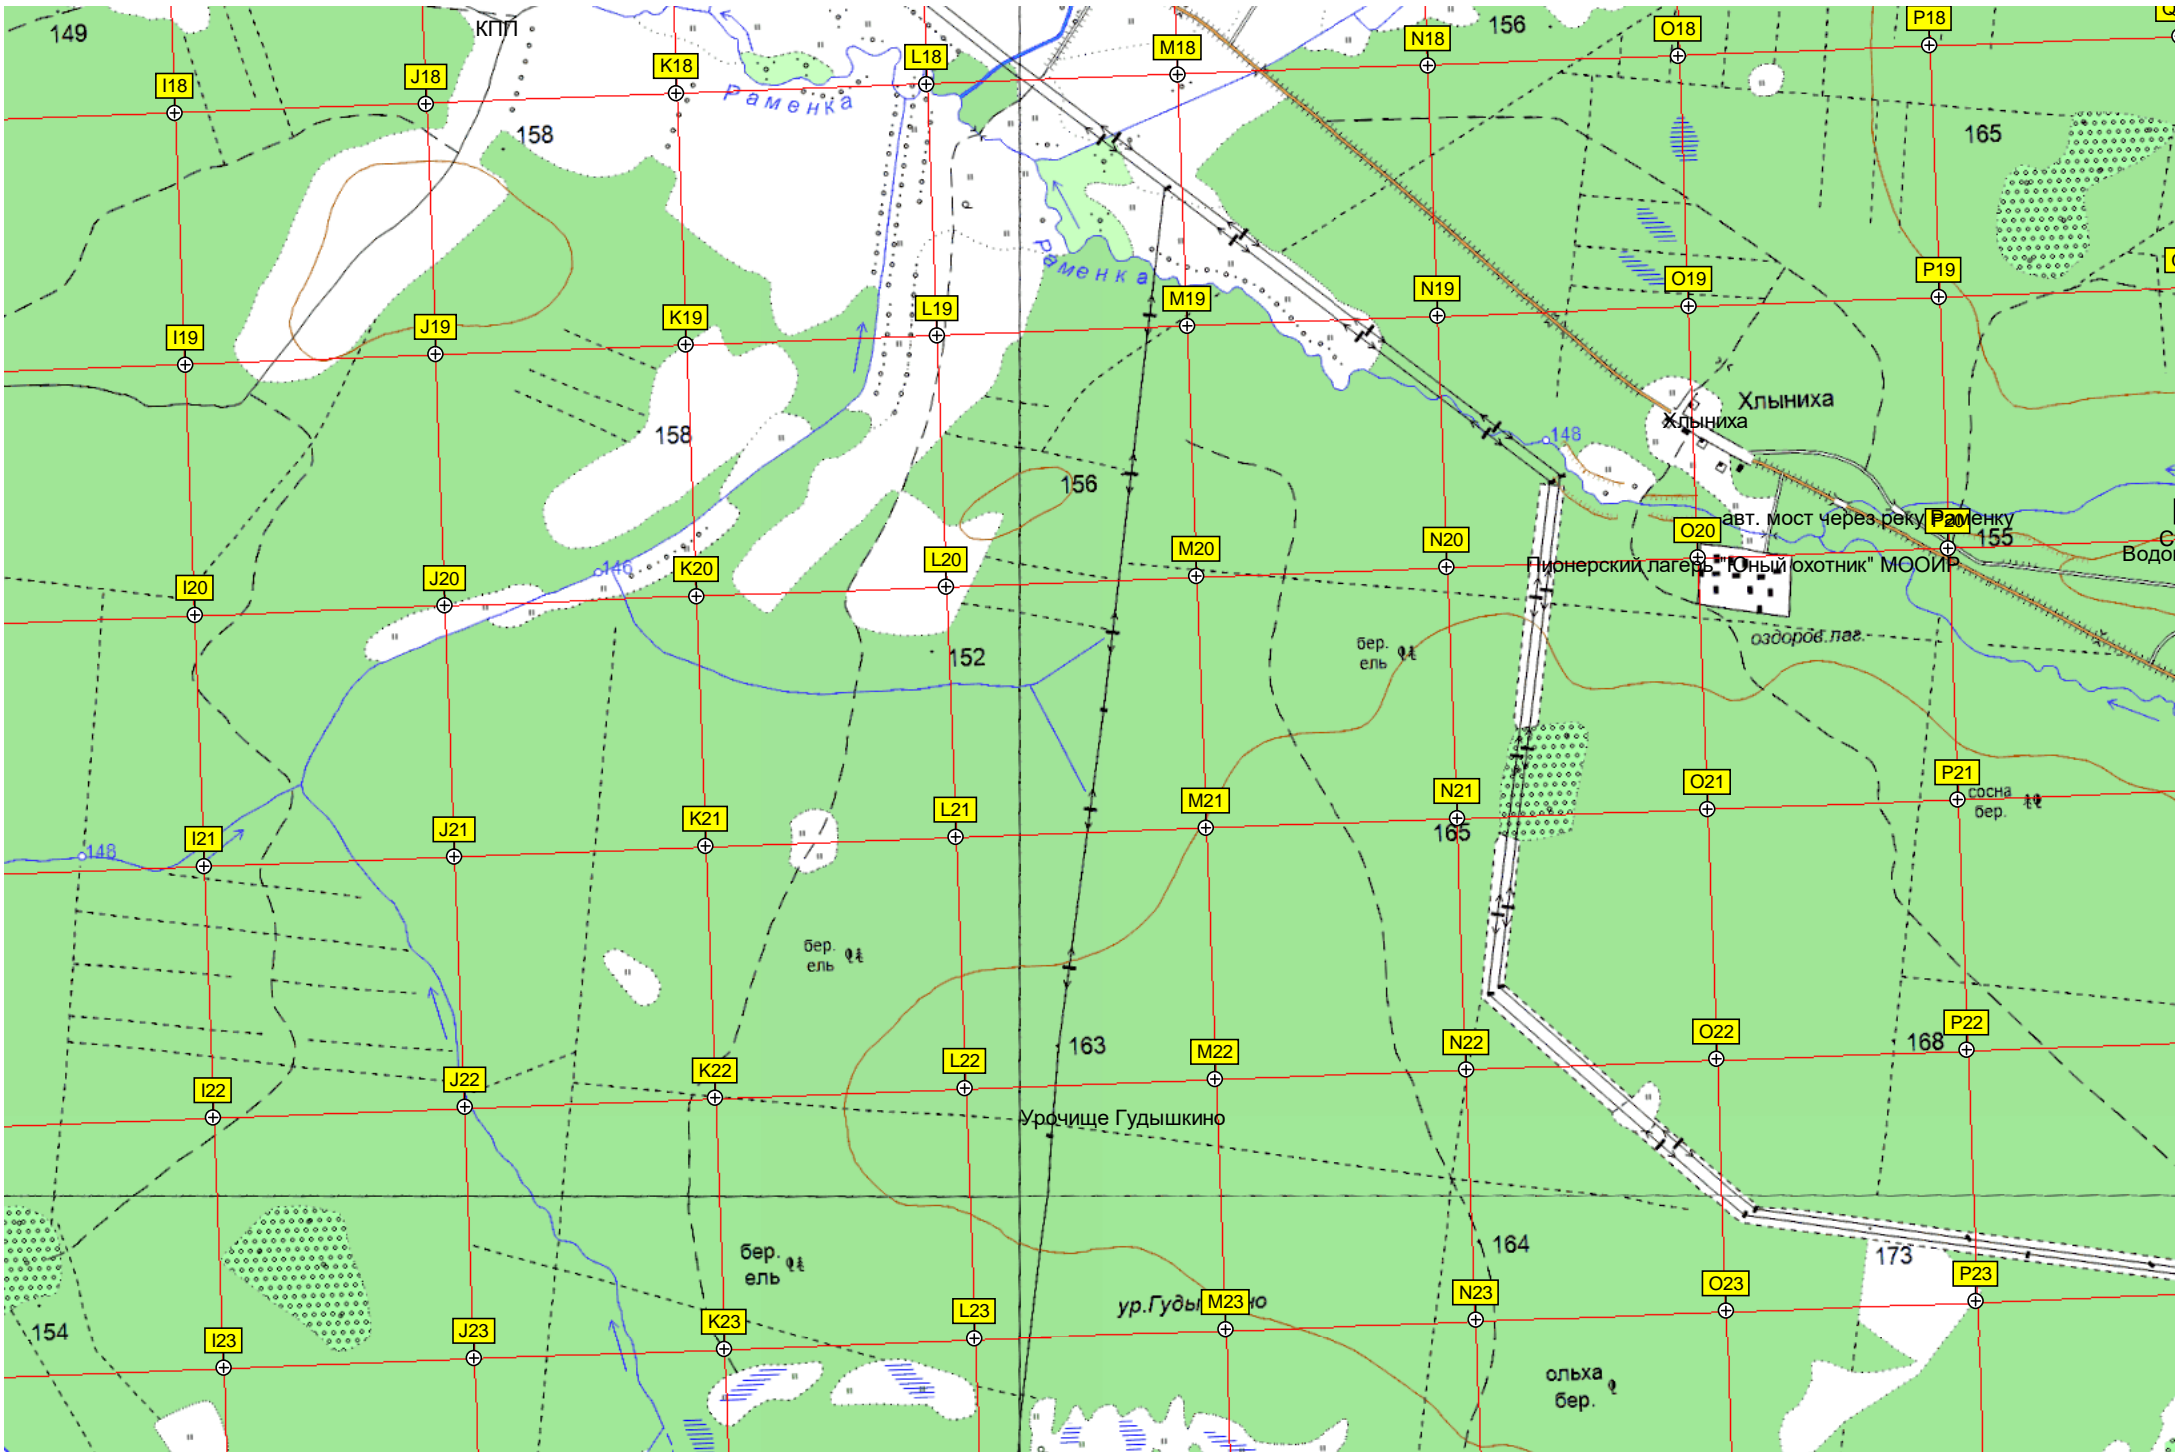 149
КПП
156
P18
O18
N18
M18
L18
K18
J18
I18
Раменка
158
165
Раменка
P19
O19
N19
M19
L19
K19
J19
I19
Хлыниха
Хлыниха
158
148
156
авт. мост через реку Раменку
P20
155
O20
N20
M20
L20
K20
J20
I20
Пионерский лагерь "Юный охотник" МООИР
146
оздоров.лаг.
бер.
ель
152
P21
сосна
бер.
O21
N21
165
M21
L21
K21
J21
I21
148
бер.
ель
163
P22
168
O22
N22
M22
L22
K22
J22
I22
Урочище Гудышкино
164
173
бер.
ель
P23
O23
N23
M23
L23
K23
J23
I23
154
ольха
бер.